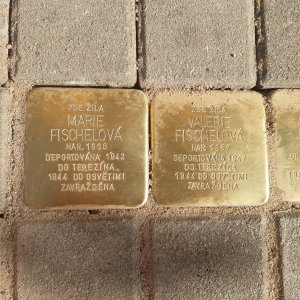 ZDE ŽILA
MARIE
FISCHELOVÁ
NAR. 1866
DEPORTOVÁNA 1942
DO TEREZÍNA
1944 DO OSVĚTIMI
ZAVRAŽDĚNA
ZDE ŽILA
VALERIE
FISCHELOVÁ
NAR. 1887
DEPORTOVÁNA 1942
DO TEREZÍNA
1944 DO OSVĚTIMI
ZAVRAŽDĚNA